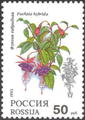 Фуксия гибридная
Fuchsia hybrida
1993
РОССИЯ
ROSSIJA
50
руб